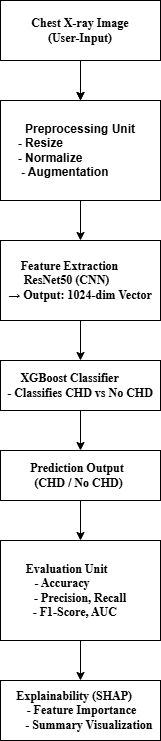 Chest X-ray Image
(User-Input)
Preprocessing Unit
- Resize
- Normalize
- Augmentation
Feature Extraction
ResNet50 (CNN)
→ Output: 1024-dim Vector
XGBoost Classifier
- Classifies CHD vs No CHD
Prediction Output
(CHD / No CHD)
Evaluation Unit
- Accuracy
- Precision, Recall
- F1-Score, AUC
Explainability (SHAP)
- Feature Importance
- Summary Visualization